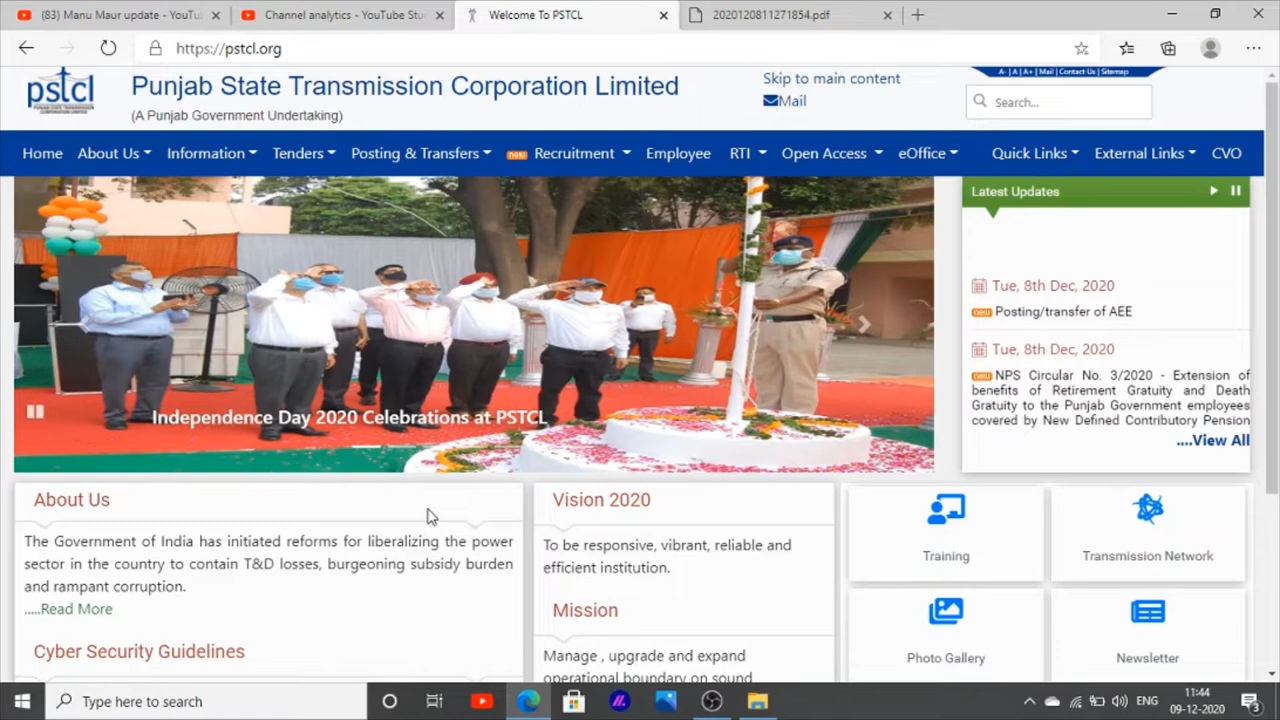 (83) Manu Maur update - YouTu
Channel analytics - YouTube Stu
Welcome To PSTCL
2020120811271854.pdf
https://pstcl.org
pstcl
Punjab State Transmission Corporation Limited
(A Punjab Government Undertaking)
Skip to main content
Mail
A- | A | A+ | Mail | Contact Us | Sitemap
Search...
Home About Us Information Tenders Posting & Transfers new Recruitment Employee RTI Open Access eOffice Quick Links External Links CVO
Independence Day 2020 Celebrations at PSTCL
Latest Updates
Tue, 8th Dec, 2020
new Posting/transfer of AEE
Tue, 8th Dec, 2020
new NPS Circular No. 3/2020 - Extension of
benefits of Retirement Gratuity and Death
Gratuity to the Punjab Government employees
covered by New Defined Contributory Pension
....View All
About Us
The Government of India has initiated reforms for liberalizing the power
sector in the country to contain T&D losses, burgeoning subsidy burden
and rampant corruption.
.....Read More
Cyber Security Guidelines
Vision 2020
To be responsive, vibrant, reliable and
efficient institution.
Mission
Manage , upgrade and expand
operational boundary on sound
Training
Transmission Network
Photo Gallery
Newsletter
Type here to search
ENG
11:44
09-12-2020
3